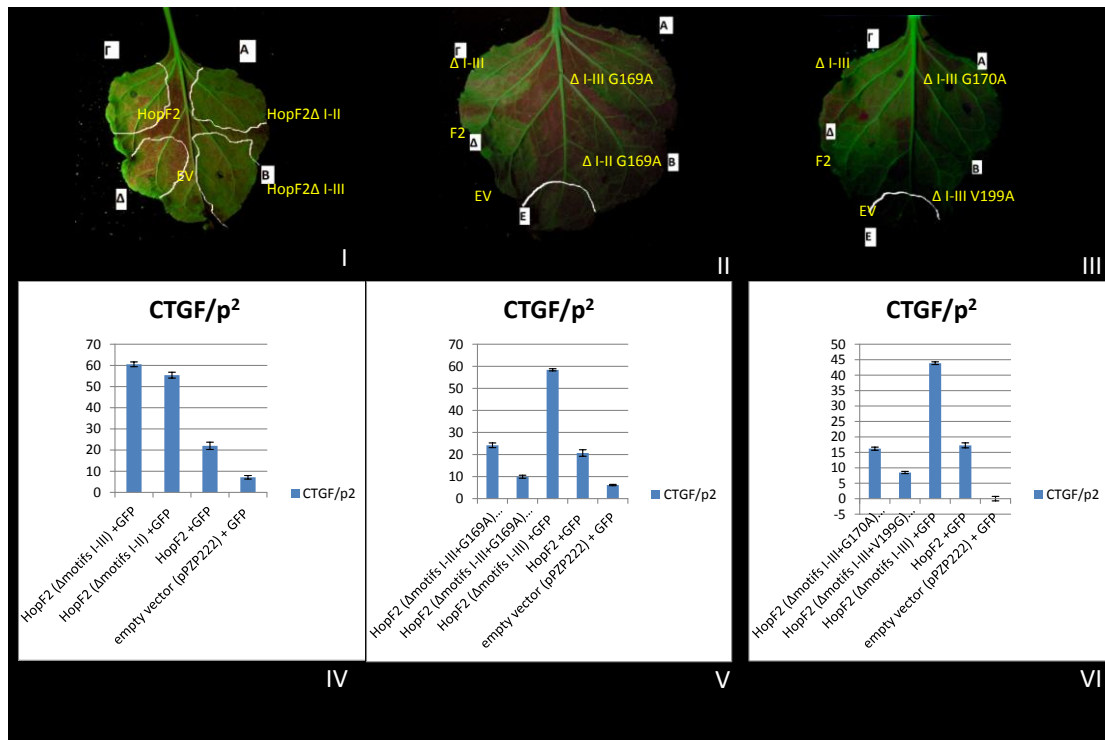 Γ
A
HopF2
HopF2Δ I-II
EV
B
HopF2Δ I-III
Δ
I
A
Γ
Δ I-III
Δ I-III G169A
F2
Δ
Δ I-II G169A
B
EV
E
II
Γ
Δ I-III
A
Δ I-III G170A
Δ
F2
B
Δ I-III V199A
EV
E
III
CTGF/p²
70
60
50
40
30
20
10
0
CTGF/p2
HopF2 (Δmotifs I-III) +GFP
HopF2 (Δmotifs I-II) +GFP
HopF2 +GFP
empty vector (pPZP222) + GFP
IV
CTGF/p²
70
60
50
40
30
20
10
0
CTGF/p2
HopF2 (Δmotifs I-III+G169A)...
HopF2 (Δmotifs I-III+G169A)...
HopF2 (Δmotifs I-II) +GFP
HopF2 +GFP
empty vector (pPZP222) + GFP
V
CTGF/p²
50
45
40
35
30
25
20
15
10
5
0
-5
CTGF/p2
HopF2 (Δmotifs I-III+G170A)...
HopF2 (Δmotifs I-III+V199G)...
HopF2 (Δmotifs I-III) +GFP
HopF2 +GFP
empty vector (pPZP222) + GFP
VI